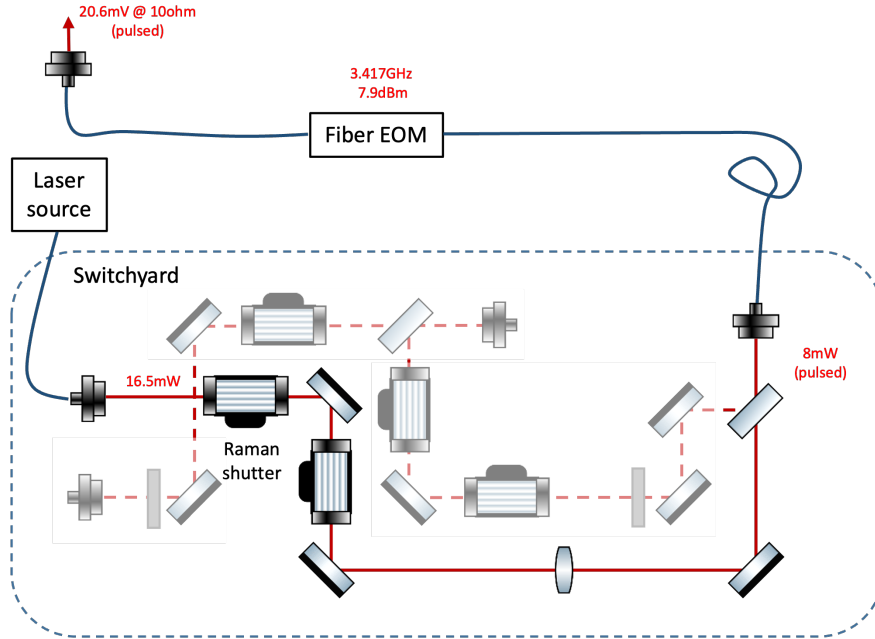 20.6mV @ 10ohm
(pulsed)
3.417GHz
7.9dBm
Fiber EOM
Laser
source
Switchyard
16.5mW
8mW
(pulsed)
Raman
shutter